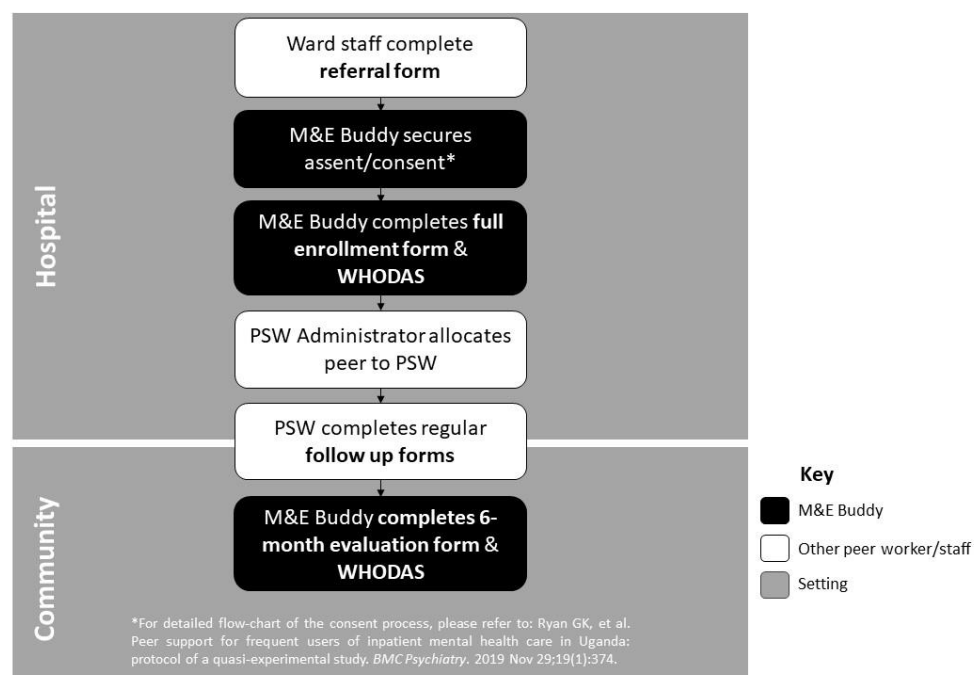 Hospital
Ward staff complete
referral form
M&E Buddy secures
assent/consent*
M&E Buddy completes full
enrollment form &
WHODAS
PSW Administrator allocates
peer to PSW
PSW completes regular
follow up forms
Community
M&E Buddy completes 6-
month evaluation form &
WHODAS
*For detailed flow-chart of the consent process, please refer to: Ryan GK, et al.
Peer support for frequent users of inpatient mental health care in Uganda:
protocol of a quasi-experimental study. BMC Psychiatry. 2019 Nov 29;19(1):374.
Key
M&E Buddy
Other peer worker/staff
Setting